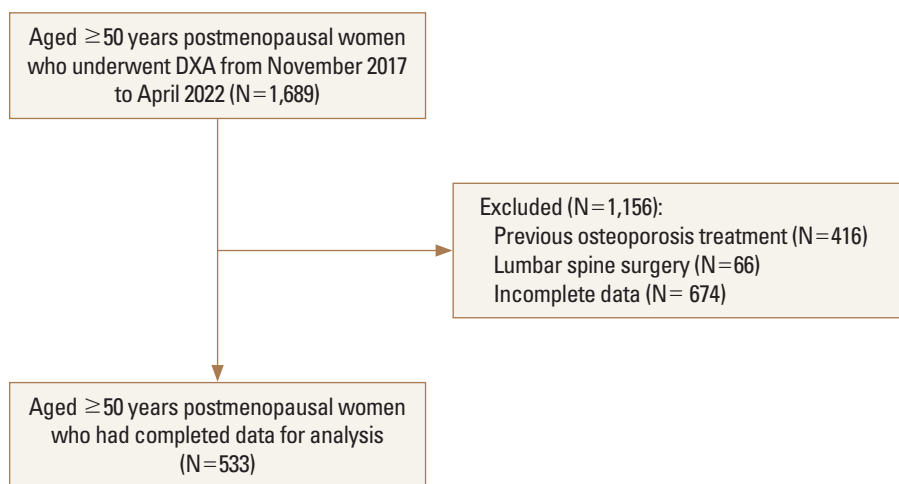 Aged ≥50 years postmenopausal women
who underwent DXA from November 2017
to April 2022 (N=1,689)
Excluded (N=1,156):
Previous osteoporosis treatment (N=416)
Lumbar spine surgery (N=66)
Incomplete data (N= 674)
Aged ≥50 years postmenopausal women
who had completed data for analysis
(N=533)